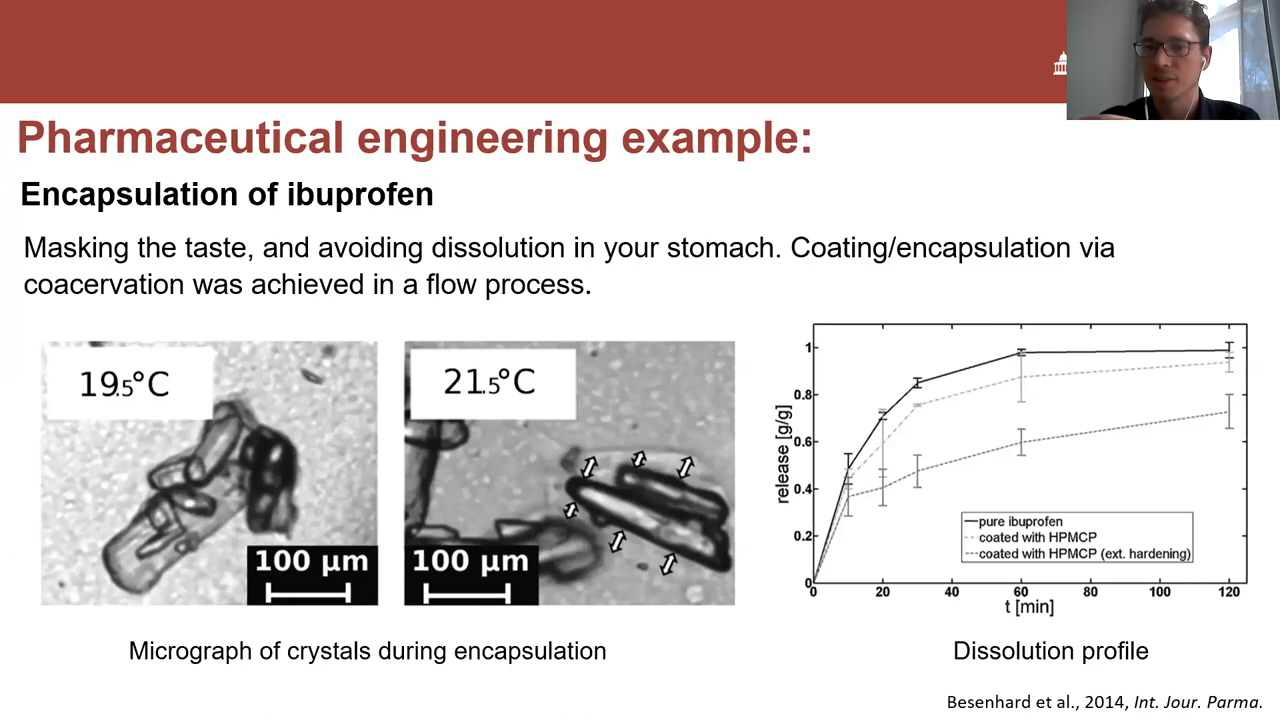 Pharmaceutical engineering example:
Encapsulation of ibuprofen
Masking the taste, and avoiding dissolution in your stomach. Coating/encapsulation via
coacervation was achieved in a flow process.
19.5°C
100 µm
21.5°C
100 µm
Micrograph of crystals during encapsulation
release [g/g]
1
0.8
0.6
0.4
0.2
0
pure ibuprofen
coated with HPMCP
coated with HPMCP (ext. hardening)
0 20 40 60 80 100 120
t [min]
Dissolution profile
Besenhard et al., 2014, Int. Jour. Parma.